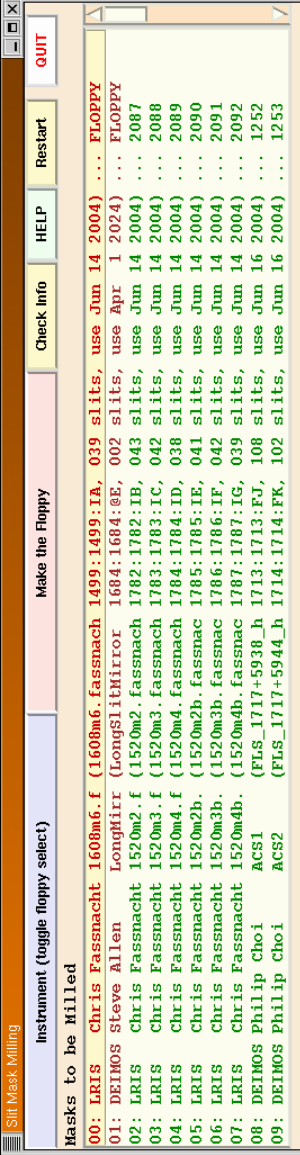 Slit Mask Milling
Instrument (toggle floppy select) Make the Floppy Check Info HELP Restart QUIT
Masks to be Milled
00: LRIS Chris Fassnacht 1608m6.f (1608m6.fassnach 1499:1499:IA, 039 slits, use Jun 14 2004) ... FLOPPY
01: DEIMOS Steve Allen LongMirr (LongSlitMirror 1684:1684:@E, 002 slits, use Apr 1 2024) ... FLOPPY
02: LRIS Chris Fassnacht 1520m2.f (1520m2.fassnach 1782:1782:IB, 043 slits, use Jun 14 2004) ... 2087
03: LRIS Chris Fassnacht 1520m3.f (1520m3.fassnach 1783:1783:IC, 042 slits, use Jun 14 2004) ... 2088
04: LRIS Chris Fassnacht 1520m4.f (1520m4.fassnach 1784:1784:ID, 038 slits, use Jun 14 2004) ... 2089
05: LRIS Chris Fassnacht 1520m2b. (1520m2b.fassnac 1785:1785:IE, 041 slits, use Jun 14 2004) ... 2090
06: LRIS Chris Fassnacht 1520m3b. (1520m3b.fassnac 1786:1786:IF, 042 slits, use Jun 14 2004) ... 2091
07: LRIS Chris Fassnacht 1520m4b. (1520m4b.fassnac 1787:1787:IG, 039 slits, use Jun 14 2004) ... 2092
08: DEIMOS Philip Choi ACS1 (FLS_1717+5938_h 1713:1713:FJ, 108 slits, use Jun 16 2004) ... 1252
09: DEIMOS Philip Choi ACS2 (FLS_1717+5944_h 1714:1714:FK, 102 slits, use Jun 16 2004) ... 1253